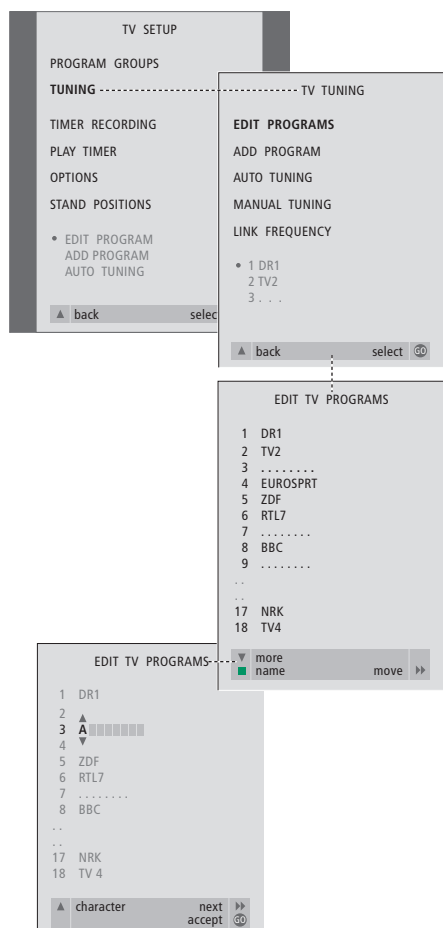 TV SETUP
PROGRAM GROUPS
TUNING
TIMER RECORDING
PLAY TIMER
OPTIONS
STAND POSITIONS
• EDIT PROGRAM
ADD PROGRAM
AUTO TUNING
▲ back selec
TV TUNING
EDIT PROGRAMS
ADD PROGRAM
AUTO TUNING
MANUAL TUNING
LINK FREQUENCY
• 1 DR1
2 TV2
3 . . .
▲ back select GO
EDIT TV PROGRAMS
1 DR1
2 TV2
3 . . . . . . . .
4 EUROSPRT
5 ZDF
6 RTL7
7 . . . . . . . .
8 BBC
9 . . . . . . . .
. .
. .
17 NRK
18 TV4
▼ more
name move
EDIT TV PROGRAMS
1 DR1
2
3 A
4
5 ZDF
6 RTL7
7 . . . . . . . .
8 BBC
. .
. .
17 NRK
18 TV 4
▲ character next
accept GO